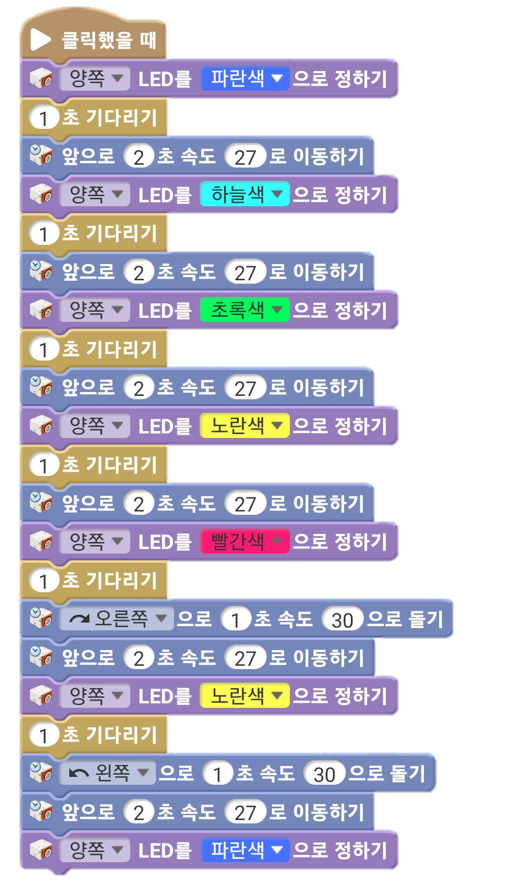 클릭했을 때
양쪽 LED를 파란색 으로 정하기
1 초 기다리기
앞으로 2 초 속도 27 로 이동하기
양쪽 LED를 하늘색 으로 정하기
1 초 기다리기
앞으로 2 초 속도 27 로 이동하기
양쪽 LED를 초록색 으로 정하기
1 초 기다리기
앞으로 2 초 속도 27 로 이동하기
양쪽 LED를 노란색 으로 정하기
1 초 기다리기
앞으로 2 초 속도 27 로 이동하기
양쪽 LED를 빨간색 으로 정하기
1 초 기다리기
오른쪽 으로 1 초 속도 30 으로 돌기
앞으로 2 초 속도 27 로 이동하기
양쪽 LED를 노란색 으로 정하기
1 초 기다리기
왼쪽 으로 1 초 속도 30 으로 돌기
앞으로 2 초 속도 27 로 이동하기
양쪽 LED를 파란색 으로 정하기